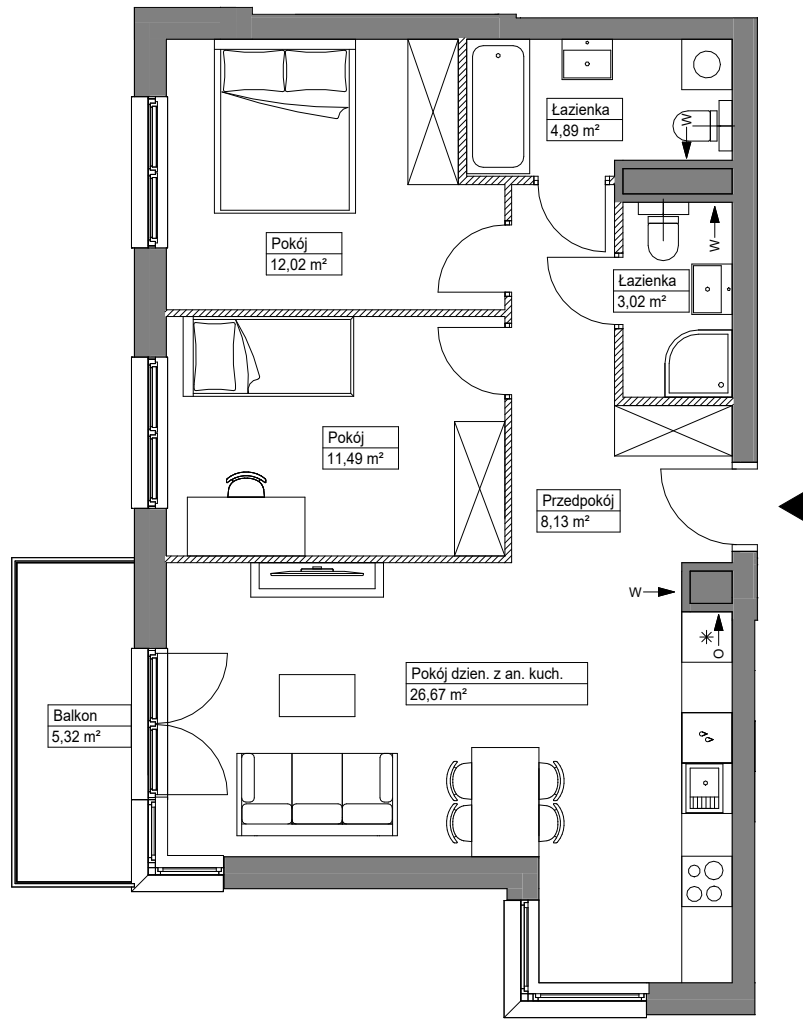 Łazienka
4,89 m²
W
Pokój
12,02 m²
W
Łazienka
3,02 m²
Pokój
11,49 m²
Przedpokój
8,13 m²
W
O
Pokój dzien. z an. kuch.
26,67 m²
Balkon
5,32 m²